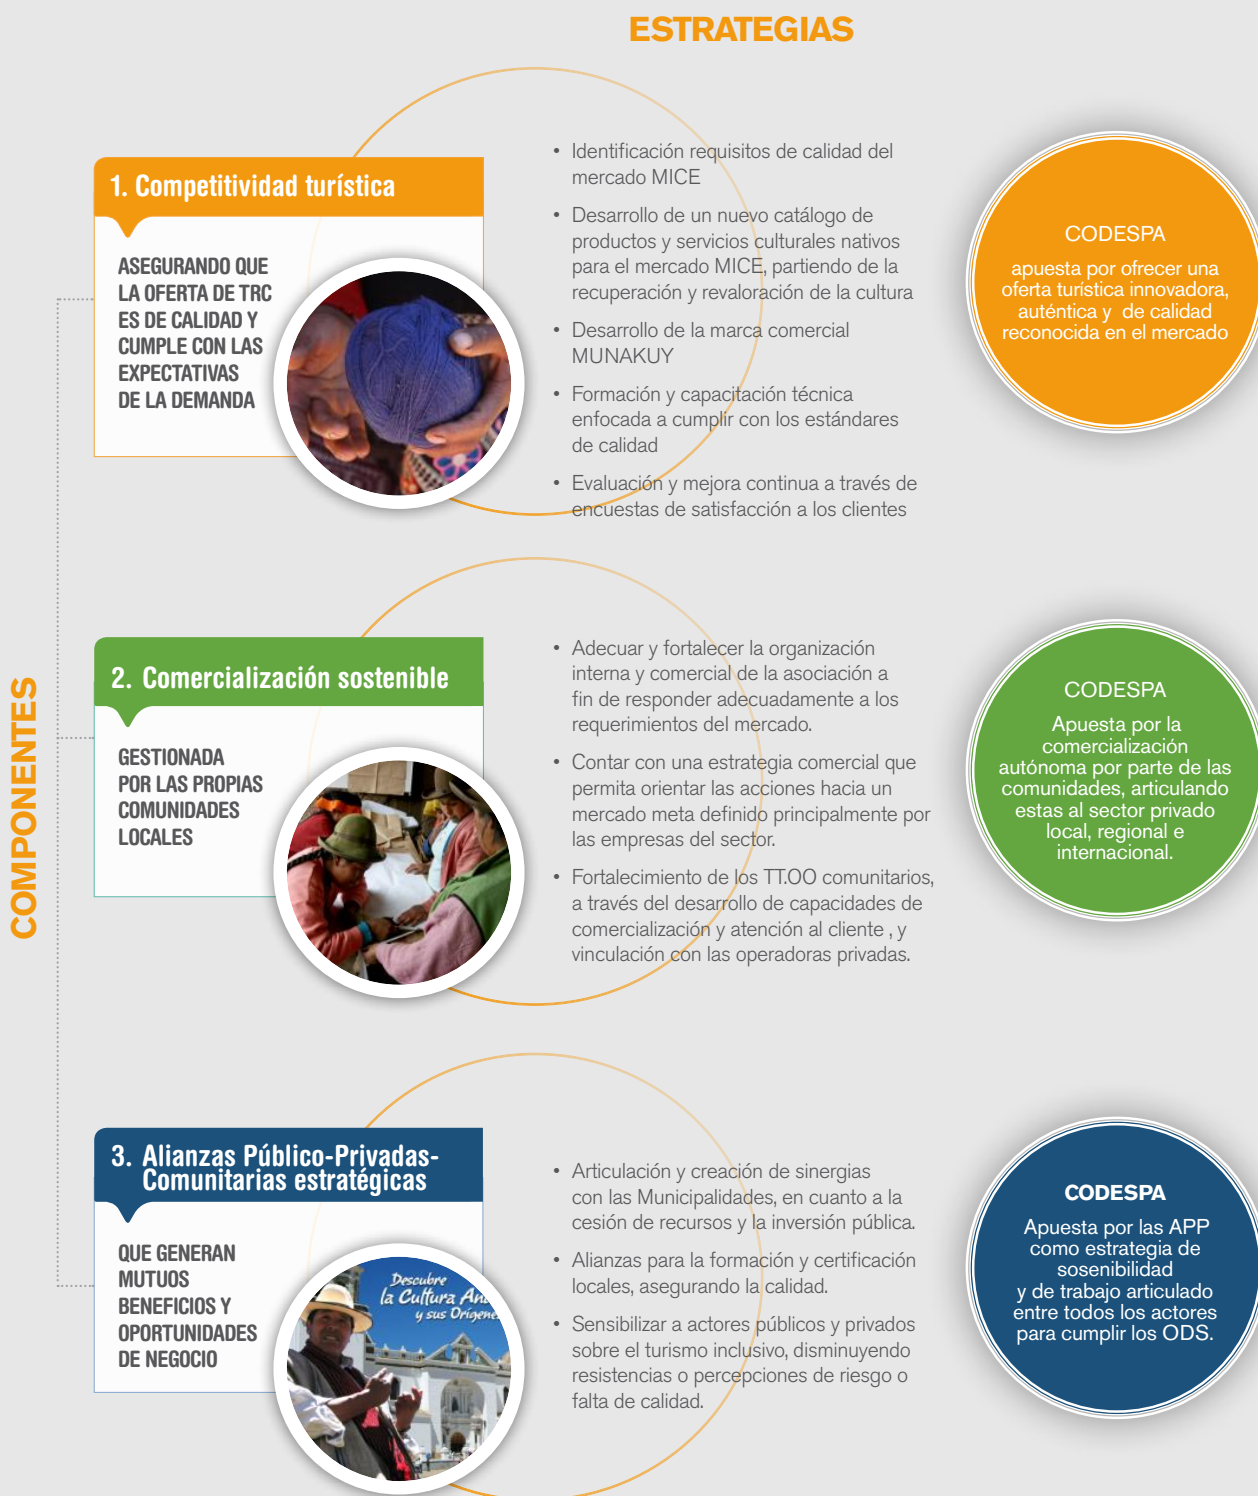 ESTRATEGIAS
COMPONENTES
1. Competitividad turística
ASEGURANDO QUE
LA OFERTA DE TRC
ES DE CALIDAD Y
CUMPLE CON LAS
EXPECTATIVAS
DE LA DEMANDA
• Identificación requisitos de calidad del
mercado MICE
• Desarrollo de un nuevo catálogo de
productos y servicios culturales nativos
para el mercado MICE, partiendo de la
recuperación y revaloración de la cultura
• Desarrollo de la marca comercial
MUNAKUY
• Formación y capacitación técnica
enfocada a cumplir con los estándares
de calidad
• Evaluación y mejora continua a través de
encuestas de satisfacción a los clientes
CODESPA
apuesta por ofrecer una
oferta turística innovadora,
auténtica y de calidad
reconocida en el mercado
2. Comercialización sostenible
GESTIONADA
POR LAS PROPIAS
COMUNIDADES
LOCALES
• Adecuar y fortalecer la organización
interna y comercial de la asociación a
fin de responder adecuadamente a los
requerimientos del mercado.
• Contar con una estrategia comercial que
permita orientar las acciones hacia un
mercado meta definido principalmente por
las empresas del sector.
• Fortalecimiento de los TT.OO comunitarios,
a través del desarrollo de capacidades de
comercialización y atención al cliente , y
vinculación con las operadoras privadas.
CODESPA
Apuesta por la
comercialización
autónoma por parte de las
comunidades, articulando
estas al sector privado
local, regional e
internacional.
3. Alianzas Público-Privadas-
Comunitarias estratégicas
QUE GENERAN
MUTUOS
BENEFICIOS Y
OPORTUNIDADES
DE NEGOCIO
Descubre
la Cultura An
y sus Orígene
• Articulación y creación de sinergias
con las Municipalidades, en cuanto a la
cesión de recursos y la inversión pública.
• Alianzas para la formación y certificación
locales, asegurando la calidad.
• Sensibilizar a actores públicos y privados
sobre el turismo inclusivo, disminuyendo
resistencias o percepciones de riesgo o
falta de calidad.
CODESPA
Apuesta por las APP
como estrategia de
sosenibilidad
y de trabajo articulado
entre todos los actores
para cumplir los ODS.